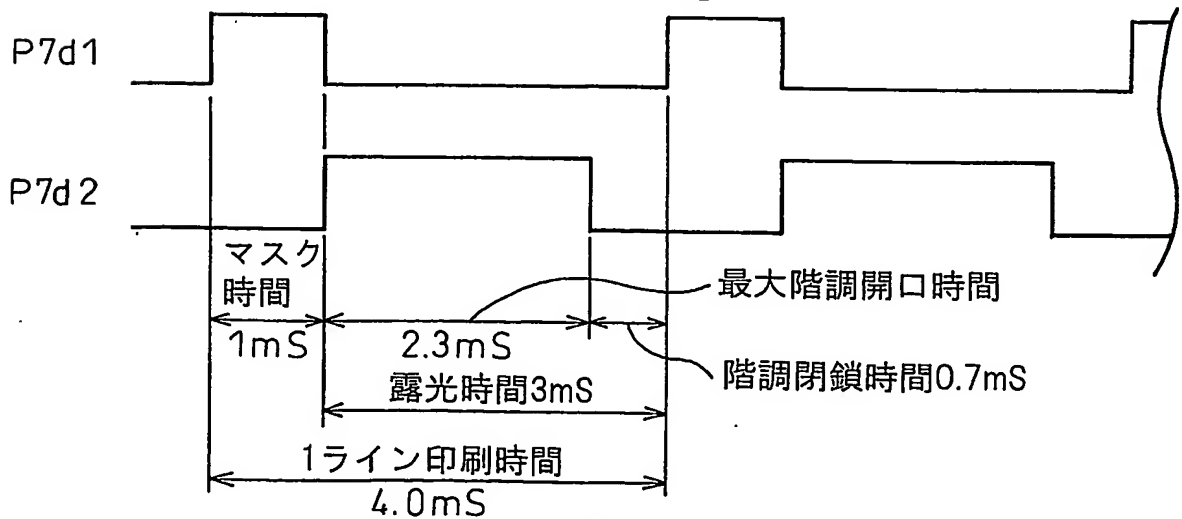 P7d1
P7d2
マスク
時間
1mS
2.3mS
最大階調開口時間
階調閉鎖時間0.7mS
露光時間3mS
1ライン印刷時間
4.0mS